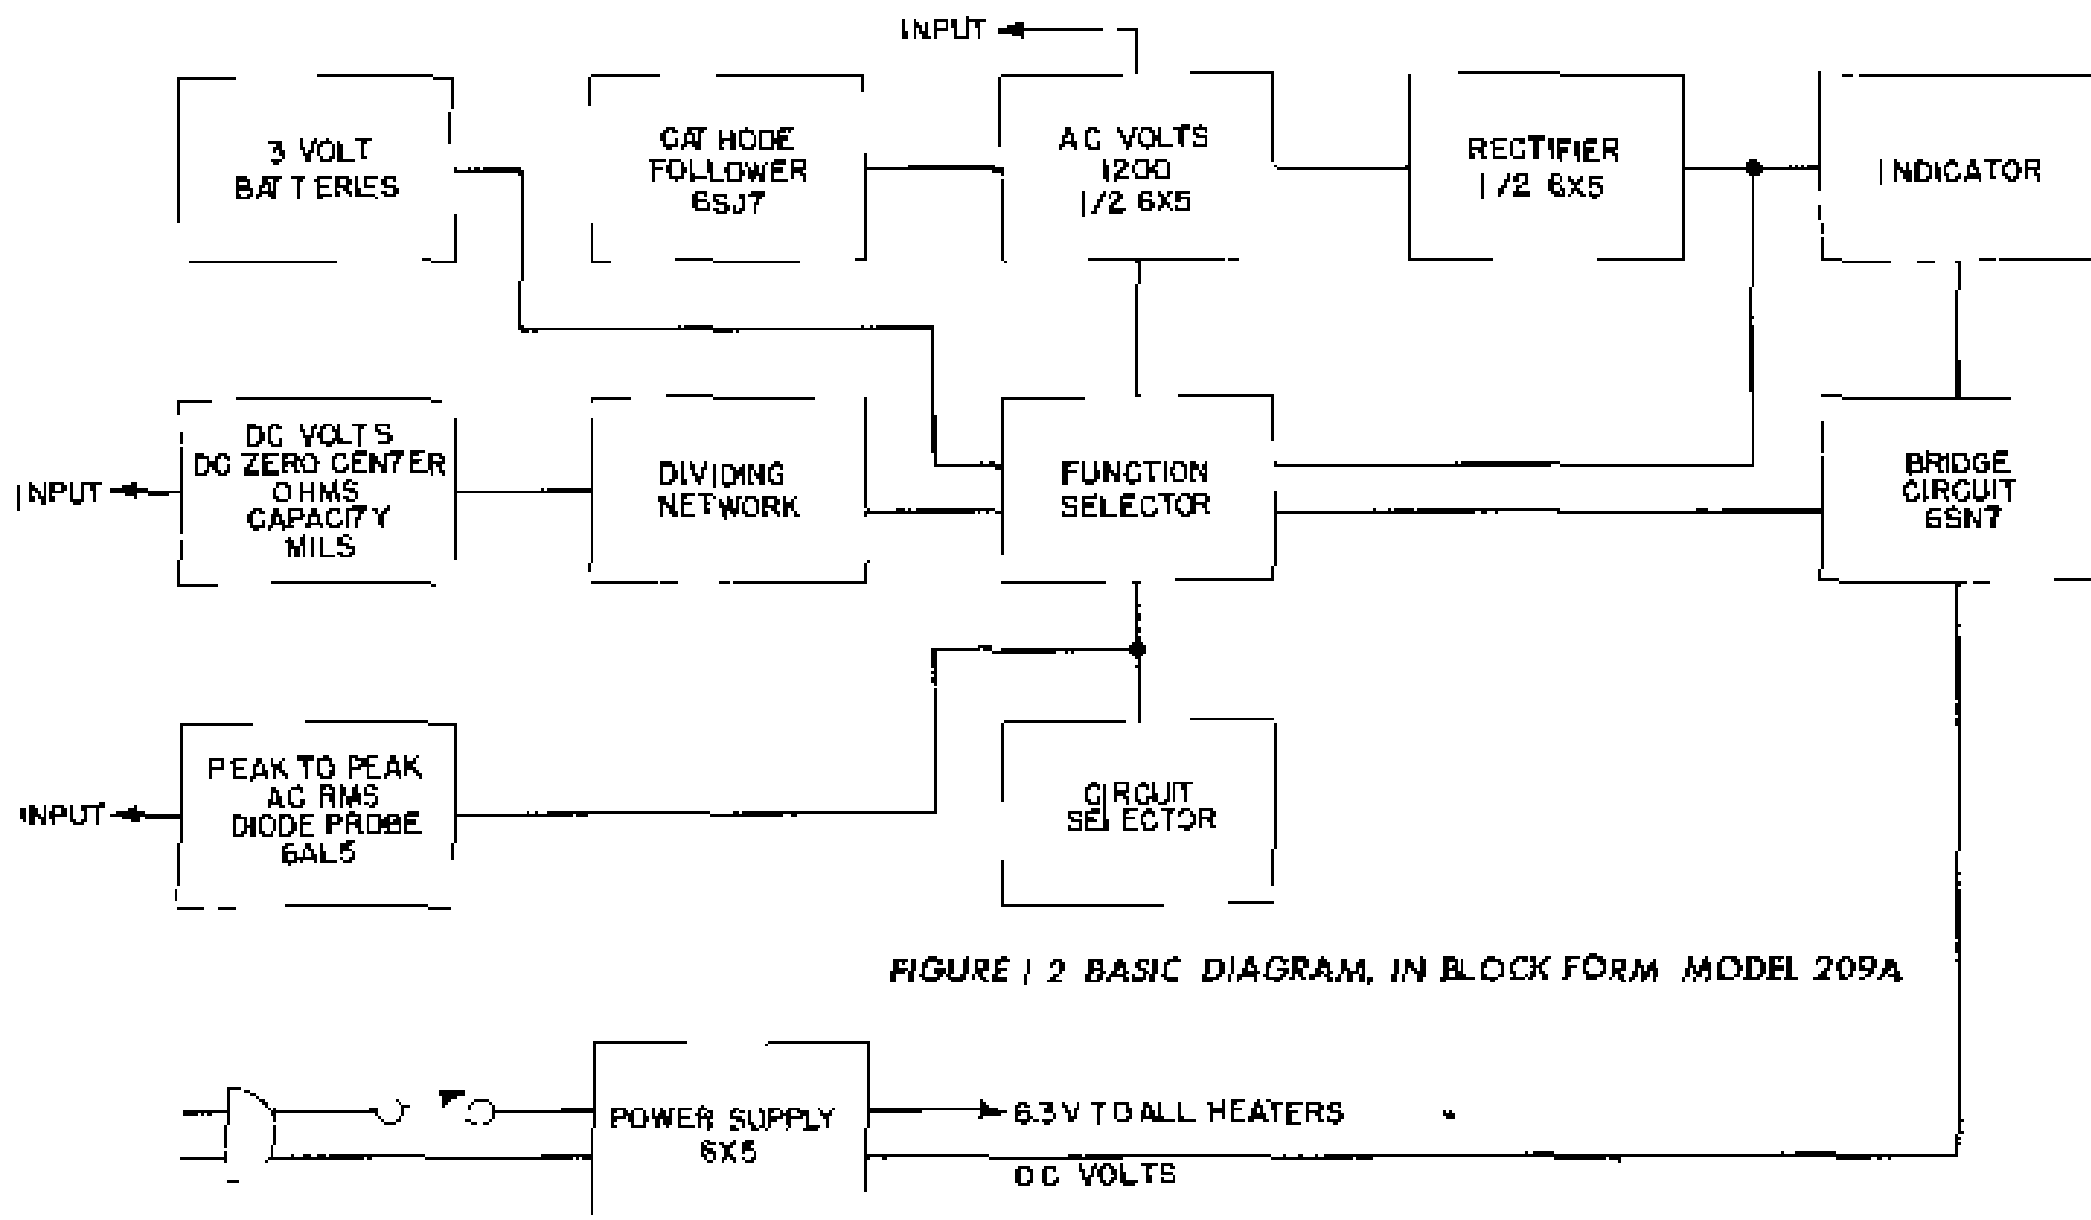 INPUT
3 VOLT
BATTERIES
CATHODE
FOLLOWER
6SJ7
AC VOLTS
1200
1/2 6X5
RECTIFIER
1/2 6X5
INDICATOR
INPUT
DC VOLTS
DC ZERO CENTER
OHMS
CAPACITY
MILS
DIVIDING
NETWORK
FUNCTION
SELECTOR
BRIDGE
CIRCUIT
6SN7
INPUT
PEAK TO PEAK
AC RMS
DIODE PROBE
6AL5
CIRCUIT
SELECTOR
FIGURE 1 2 BASIC DIAGRAM, IN BLOCK FORM MODEL 209A
POWER SUPPLY
6X5
6.3V TO ALL HEATERS
DC VOLTS